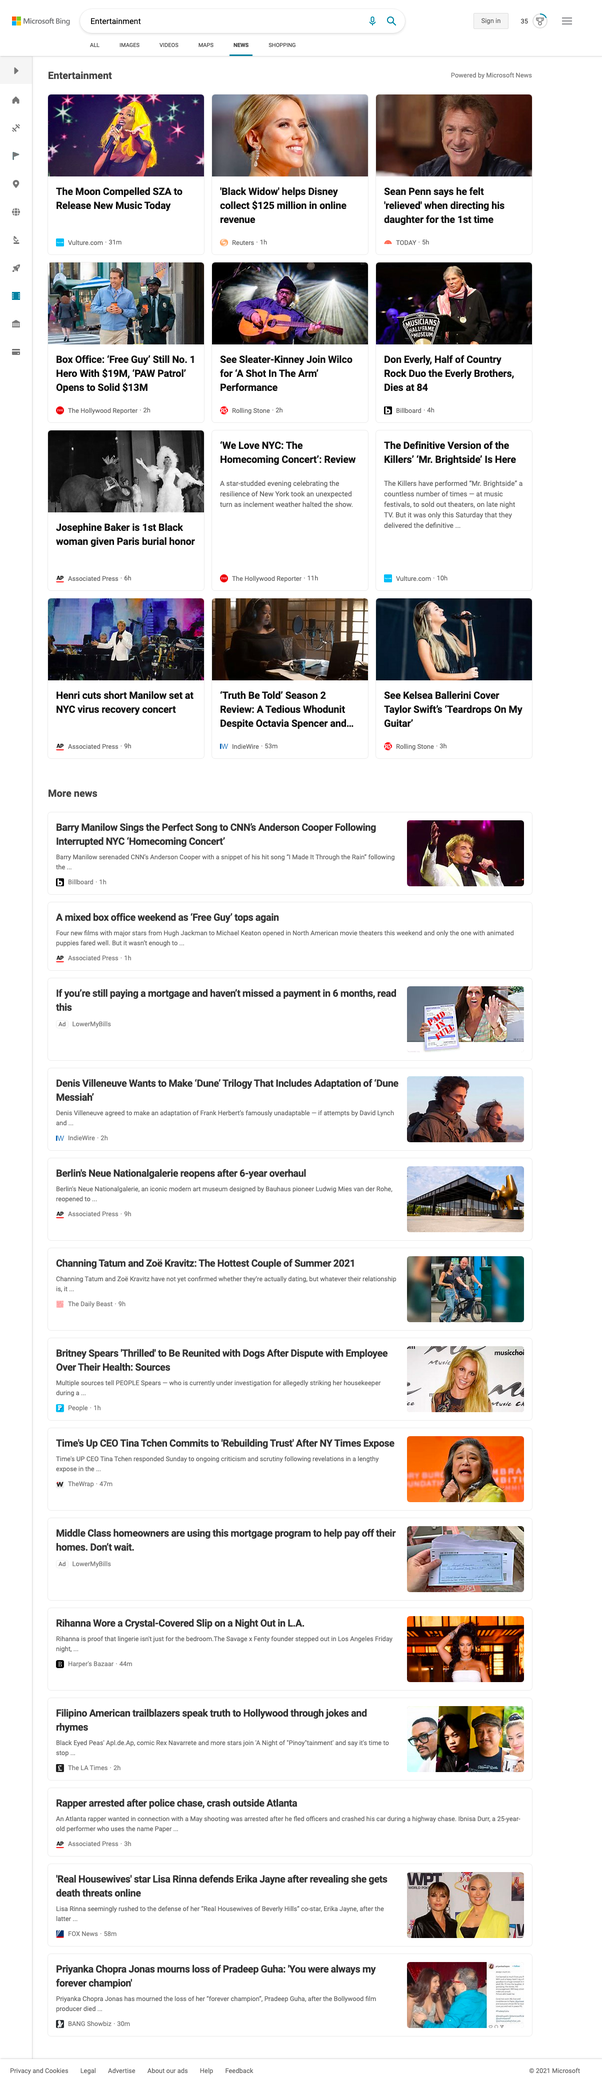 Microsoft Bing
Entertainment
Sign in
35
ALL
IMAGES
VIDEOS
MAPS
NEWS
SHOPPING
Entertainment
Powered by Microsoft News
The Moon Compelled SZA to
Release New Music Today
Vulture.com · 31m
'Black Widow' helps Disney
collect $125 million in online
revenue
Reuters · 1h
Sean Penn says he felt
'relieved' when directing his
daughter for the 1st time
TODAY · 5h
Box Office: ‘Free Guy’ Still No. 1
Hero With $19M, ‘PAW Patrol’
Opens to Solid $13M
The Hollywood Reporter · 2h
See Sleater-Kinney Join Wilco
for ‘A Shot In The Arm’
Performance
Rolling Stone · 2h
MUSICIANS
HALL OF FAME
Don Everly, Half of Country
Rock Duo the Everly Brothers,
Dies at 84
Billboard · 4h
Josephine Baker is 1st Black
woman given Paris burial honor
AP Associated Press · 6h
‘We Love NYC: The
Homecoming Concert’: Review
A star-studded evening celebrating the
resilience of New York took an unexpected
turn as inclement weather halted the show.
The Hollywood Reporter · 11h
The Definitive Version of the
Killers’ ‘Mr. Brightside’ Is Here
The Killers have performed “Mr. Brightside” a
countless number of times — at music
festivals, to sold out theaters, on late night
TV. But it was only this Saturday that they
delivered the definitive ...
Vulture.com · 10h
Henri cuts short Manilow set at
NYC virus recovery concert
AP Associated Press · 9h
‘Truth Be Told’ Season 2
Review: A Tedious Whodunit
Despite Octavia Spencer and…
IW IndieWire · 53m
See Kelsea Ballerini Cover
Taylor Swift’s ‘Teardrops On My
Guitar’
Rolling Stone · 3h
More news
Barry Manilow Sings the Perfect Song to CNN’s Anderson Cooper Following
Interrupted NYC ‘Homecoming Concert’
Barry Manilow serenaded CNN’s Anderson Cooper with a snippet of his hit song “I Made It Through the Rain” following
the ...
Billboard · 1h
A mixed box office weekend as ‘Free Guy’ tops again
Four new films with major stars from Hugh Jackman to Michael Keaton opened in North American movie theaters this weekend and only the one with animated
puppies fared well. But it wasn't enough to ...
AP Associated Press · 1h
If you're still paying a mortgage and haven't missed a payment in 6 months, read
this
Ad LowerMyBills
PAID
IN
FULL
Denis Villeneuve Wants to Make ‘Dune’ Trilogy That Includes Adaptation of ‘Dune
Messiah’
Denis Villeneuve agreed to make an adaptation of Frank Herbert’s famously unadaptable — if attempts by David Lynch
and ...
IW IndieWire · 2h
Berlin's Neue Nationalgalerie reopens after 6-year overhaul
Berlin's Neue Nationalgalerie, an iconic modern art museum designed by Bauhaus pioneer Ludwig Mies van der Rohe,
reopened to ...
AP Associated Press · 9h
Channing Tatum and Zoë Kravitz: The Hottest Couple of Summer 2021
Channing Tatum and Zoë Kravitz have not yet confirmed whether they’re actually dating, but whatever their relationship
is, it ...
The Daily Beast · 9h
Britney Spears 'Thrilled' to Be Reunited with Dogs After Dispute with Employee
Over Their Health: Sources
Multiple sources tell PEOPLE Spears — who is currently under investigation for allegedly striking her housekeeper
during a ...
People · 1h
musicchoi
Time's Up CEO Tina Tchen Commits to 'Rebuilding Trust' After NY Times Expose
Time's UP CEO Tina Tchen responded Sunday to ongoing criticism and scrutiny following revelations in a lengthy
expose in the ...
TheWrap · 47m
Middle Class homeowners are using this mortgage program to help pay off their
homes. Don't wait.
Ad LowerMyBills
Rihanna Wore a Crystal-Covered Slip on a Night Out in L.A.
Rihanna is proof that lingerie isn't just for the bedroom.The Savage x Fenty founder stepped out in Los Angeles Friday
night, ...
Harper's Bazaar · 44m
Filipino American trailblazers speak truth to Hollywood through jokes and
rhymes
Black Eyed Peas' Apl.de.Ap, comic Rex Navarrete and more stars join 'A Night of "Pinoy"tainment' and say it's time to
stop ...
The LA Times · 2h
Rapper arrested after police chase, crash outside Atlanta
An Atlanta rapper wanted in connection with a May shooting was arrested after he fled officers and crashed his car during a highway chase. Ibnisa Durr, a 25-year-
old performer who uses the name Paper ...
AP Associated Press · 3h
'Real Housewives' star Lisa Rinna defends Erika Jayne after revealing she gets
death threats online
Lisa Rinna seemingly rushed to the defense of her "Real Housewives of Beverly Hills" co-star, Erika Jayne, after the
latter ...
FOX News · 58m
WPT
Priyanka Chopra Jonas mourns loss of Pradeep Guha: 'You were always my
forever champion'
Priyanka Chopra Jonas has mourned the loss of her "forever champion", Pradeep Guha, after the Bollywood film
producer died ...
BANG Showbiz · 30m
Privacy and Cookies
Legal
Advertise
About our ads
Help
Feedback
© 2021 Microsoft